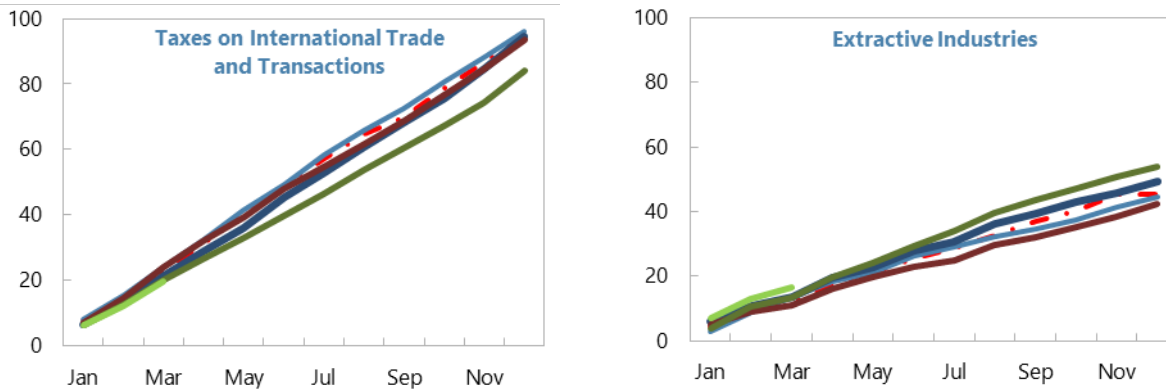 Taxes on International Trade
and Transactions
100
80
60
40
20
0
Jan Mar May Jul Sep Nov
Extractive Industries
100
80
60
40
20
0
Jan Mar May Jul Sep Nov